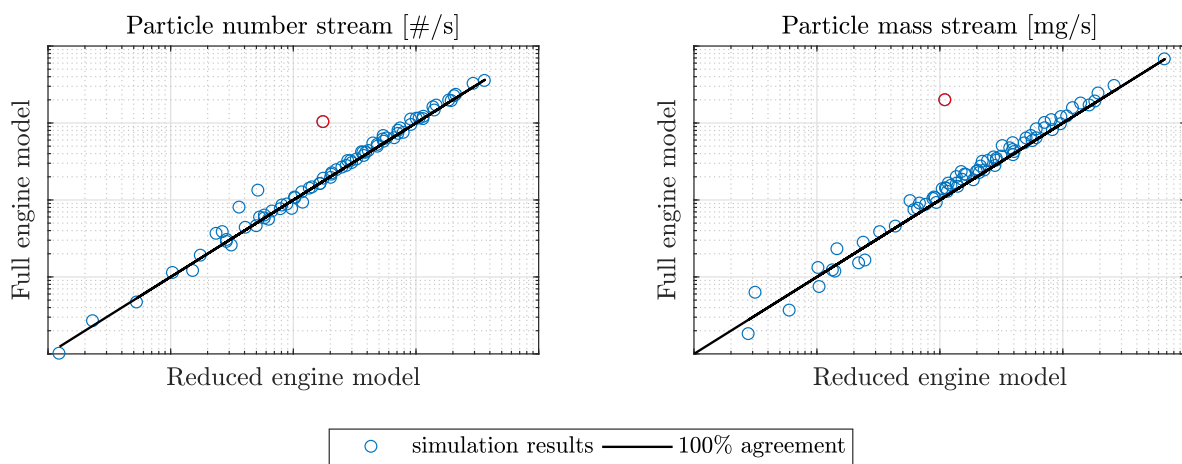 Particle number stream [#/s]
Full engine model
Reduced engine model
Particle mass stream [mg/s]
Full engine model
Reduced engine model
simulation results
100% agreement